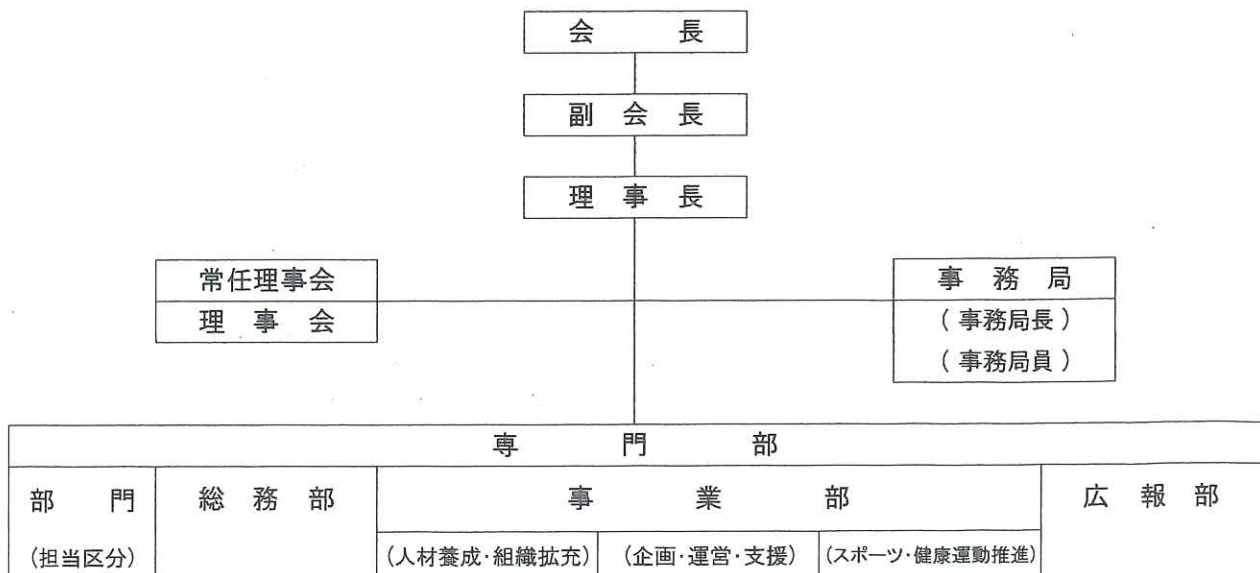 会長
副会長
理事長
常任理事会
理事会
事務局
(事務局長)
(事務局員)
専門部
部門
(担当区分)
総務部
事業部
(人材養成・組織拡充)
(企画・運営・支援)
(スポーツ・健康運動推進)
広報部